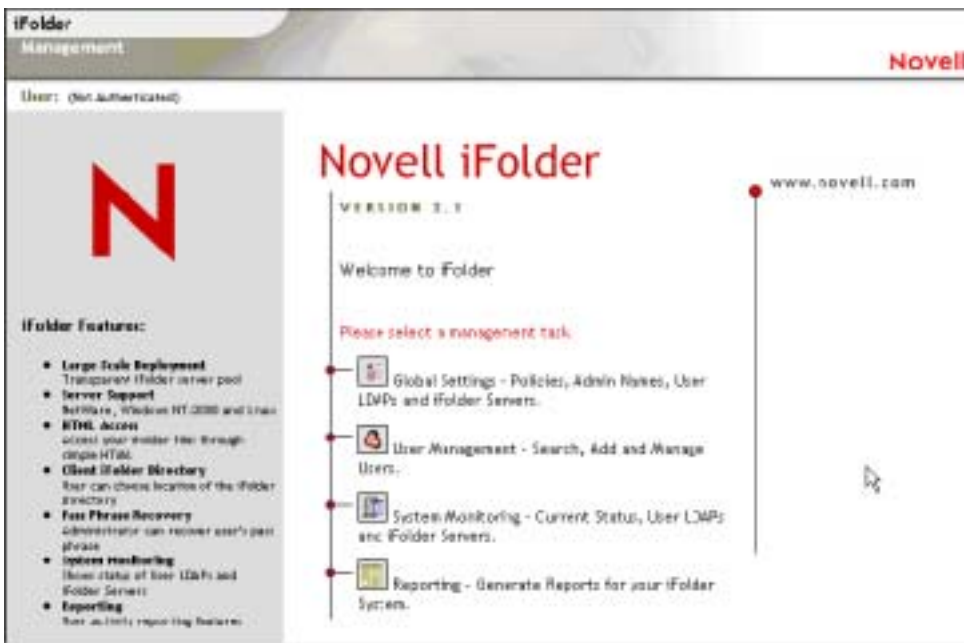 iFolder
Management
Novell
User: (Not Authenticated)
N
Novell iFolder
VERSION 2.1
www.novell.com
Welcome to iFolder
Please select a management task.
Global Settings - Policies, Admin Names, User
LDAPs and iFolder Servers.
User Management - Search, Add and Manage
Users.
System Monitoring - Current Status, User LDAPs
and iFolder Servers.
Reporting - Generate Reports for your iFolder
System.
iFolder Features:
Large Scale Deployment
Transparent iFolder server pool
Server Support
NetWare, Windows NT/2000 and Linux
HTML Access
Access your iFolder files through
simple HTML
Client iFolder Directory
User can choose location of the iFolder
directory
Pass Phrase Recovery
Administrator can recover user's pass
phrase
System Monitoring
Shows status of User LDAPs and
iFolder Servers
Reporting
User activity reporting features